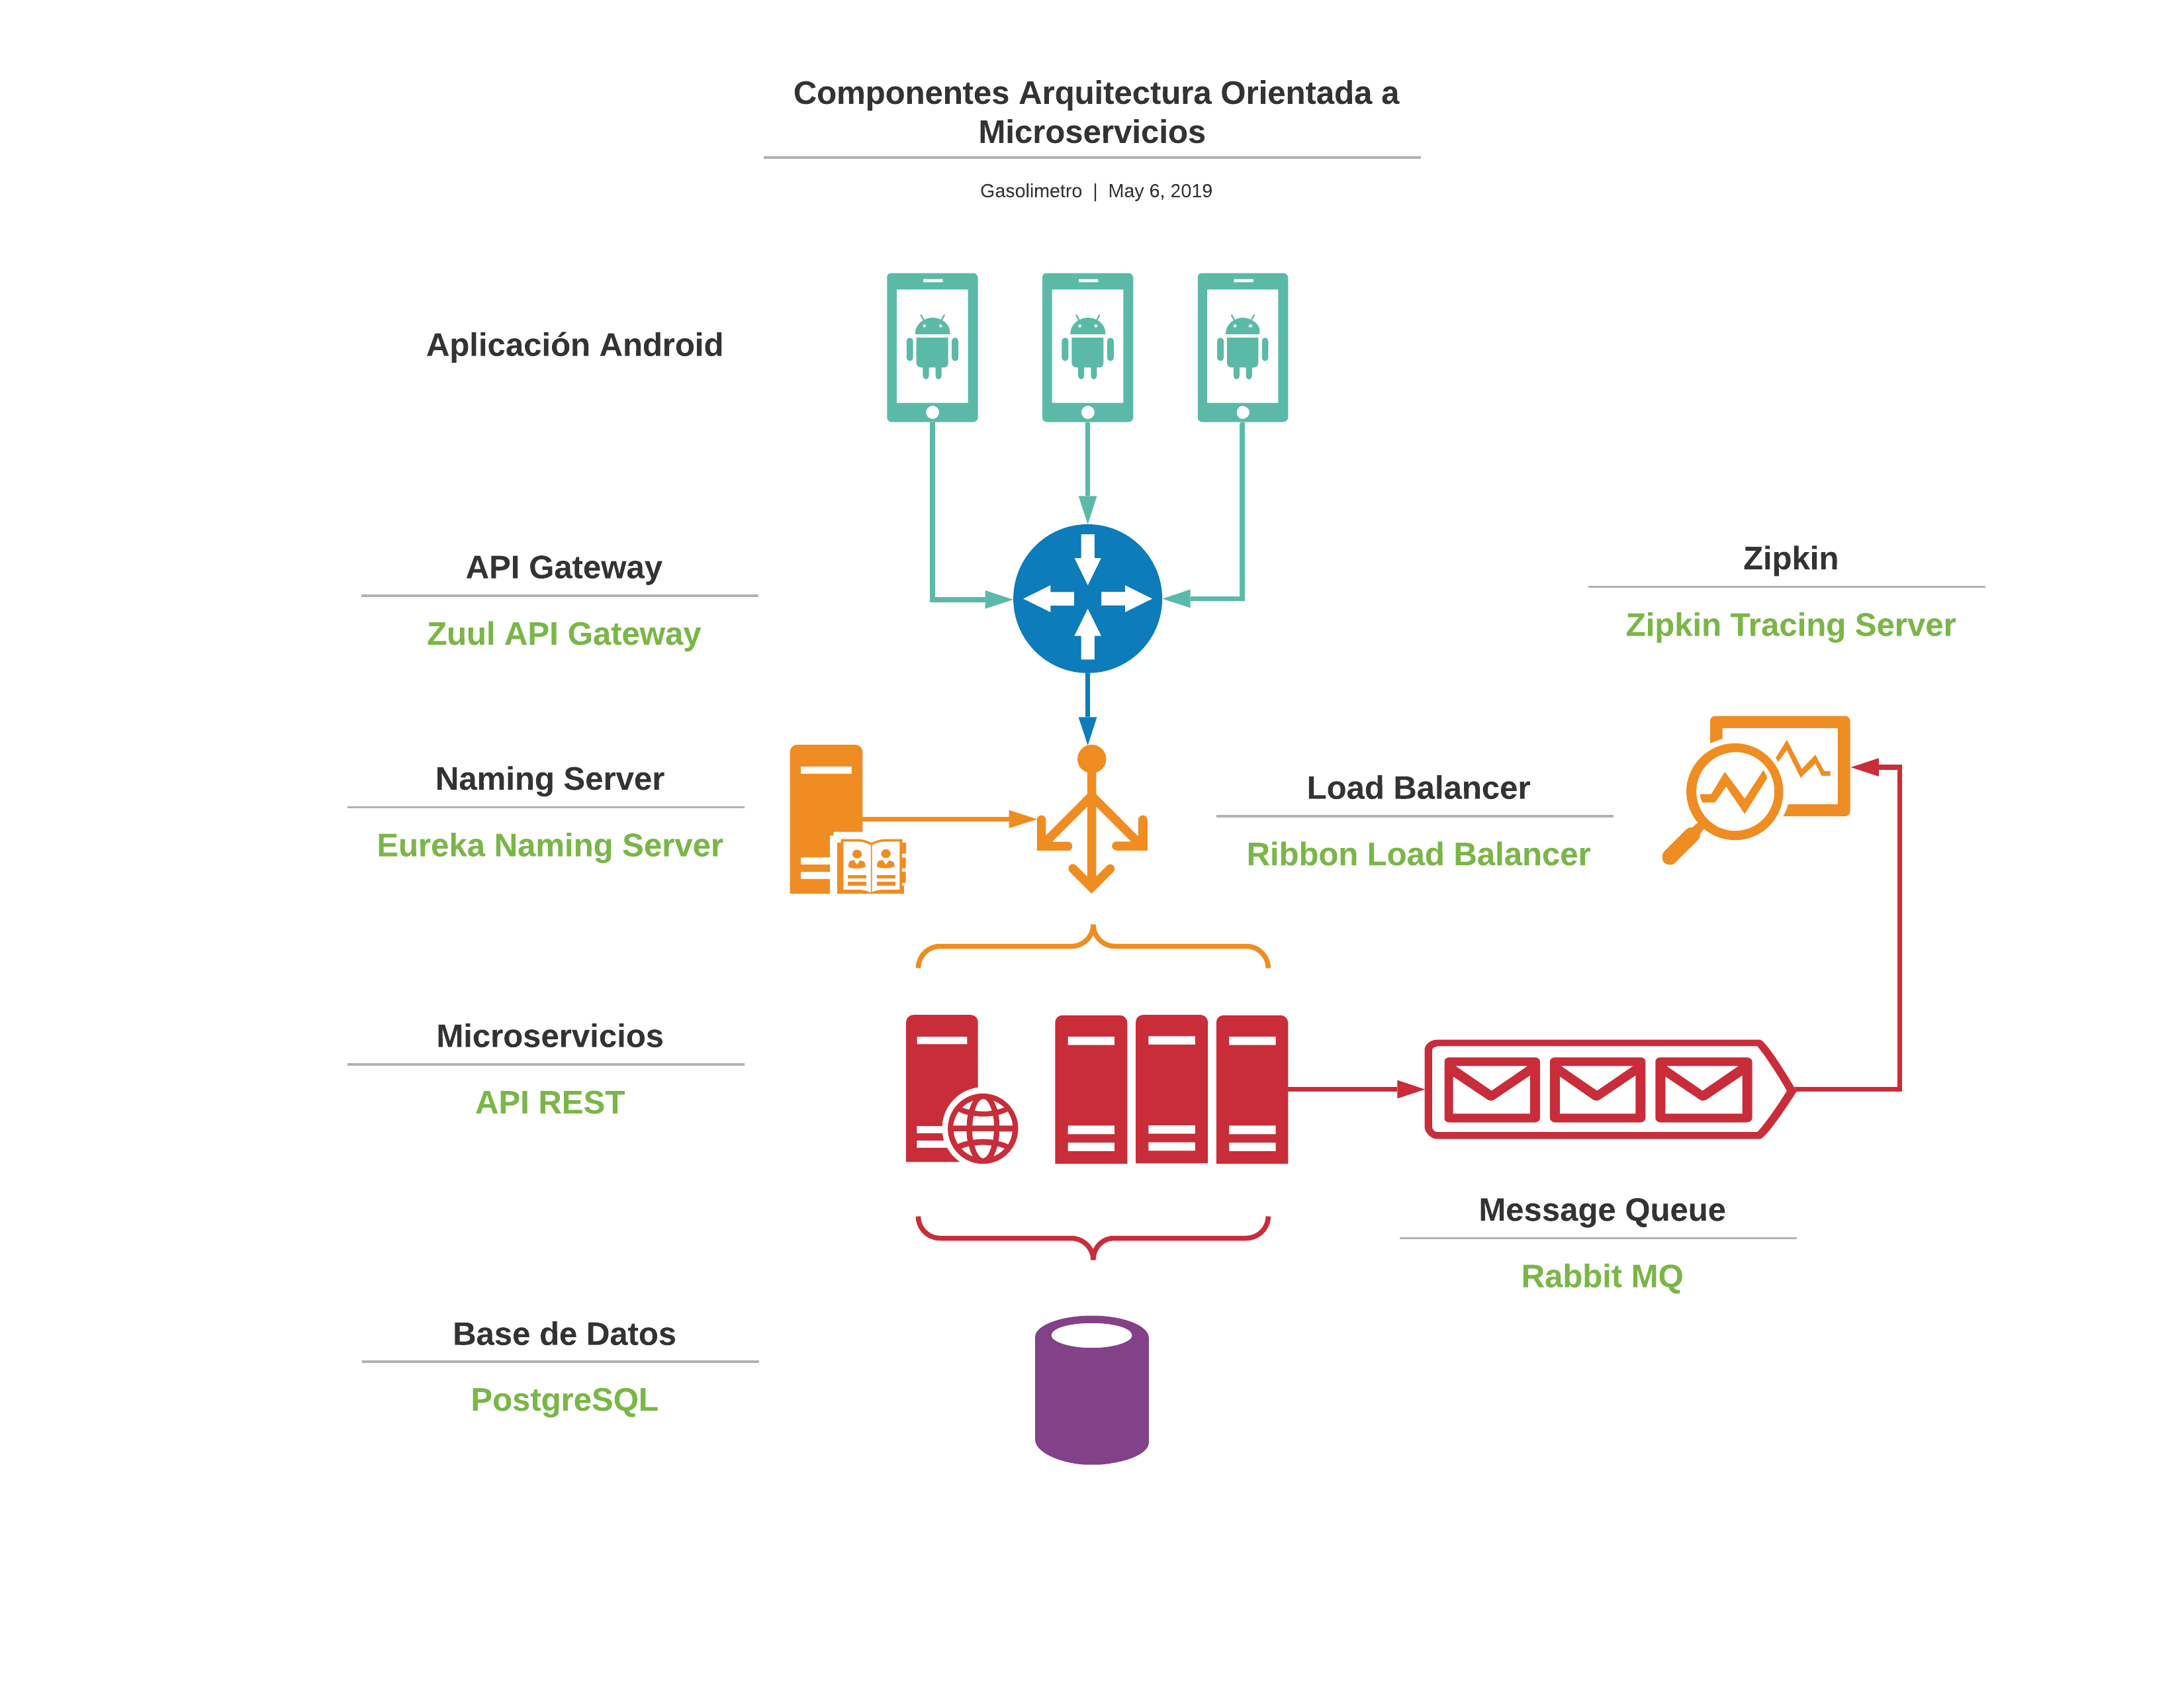 Componentes Arquitectura Orientada a
Microservicios
Gasolimetro | May 6, 2019
Aplicación Android
API Gateway
Zuul API Gateway
Zipkin
Zipkin Tracing Server
Naming Server
Eureka Naming Server
Load Balancer
Ribbon Load Balancer
Microservicios
API REST
Message Queue
Rabbit MQ
Base de Datos
PostgreSQL